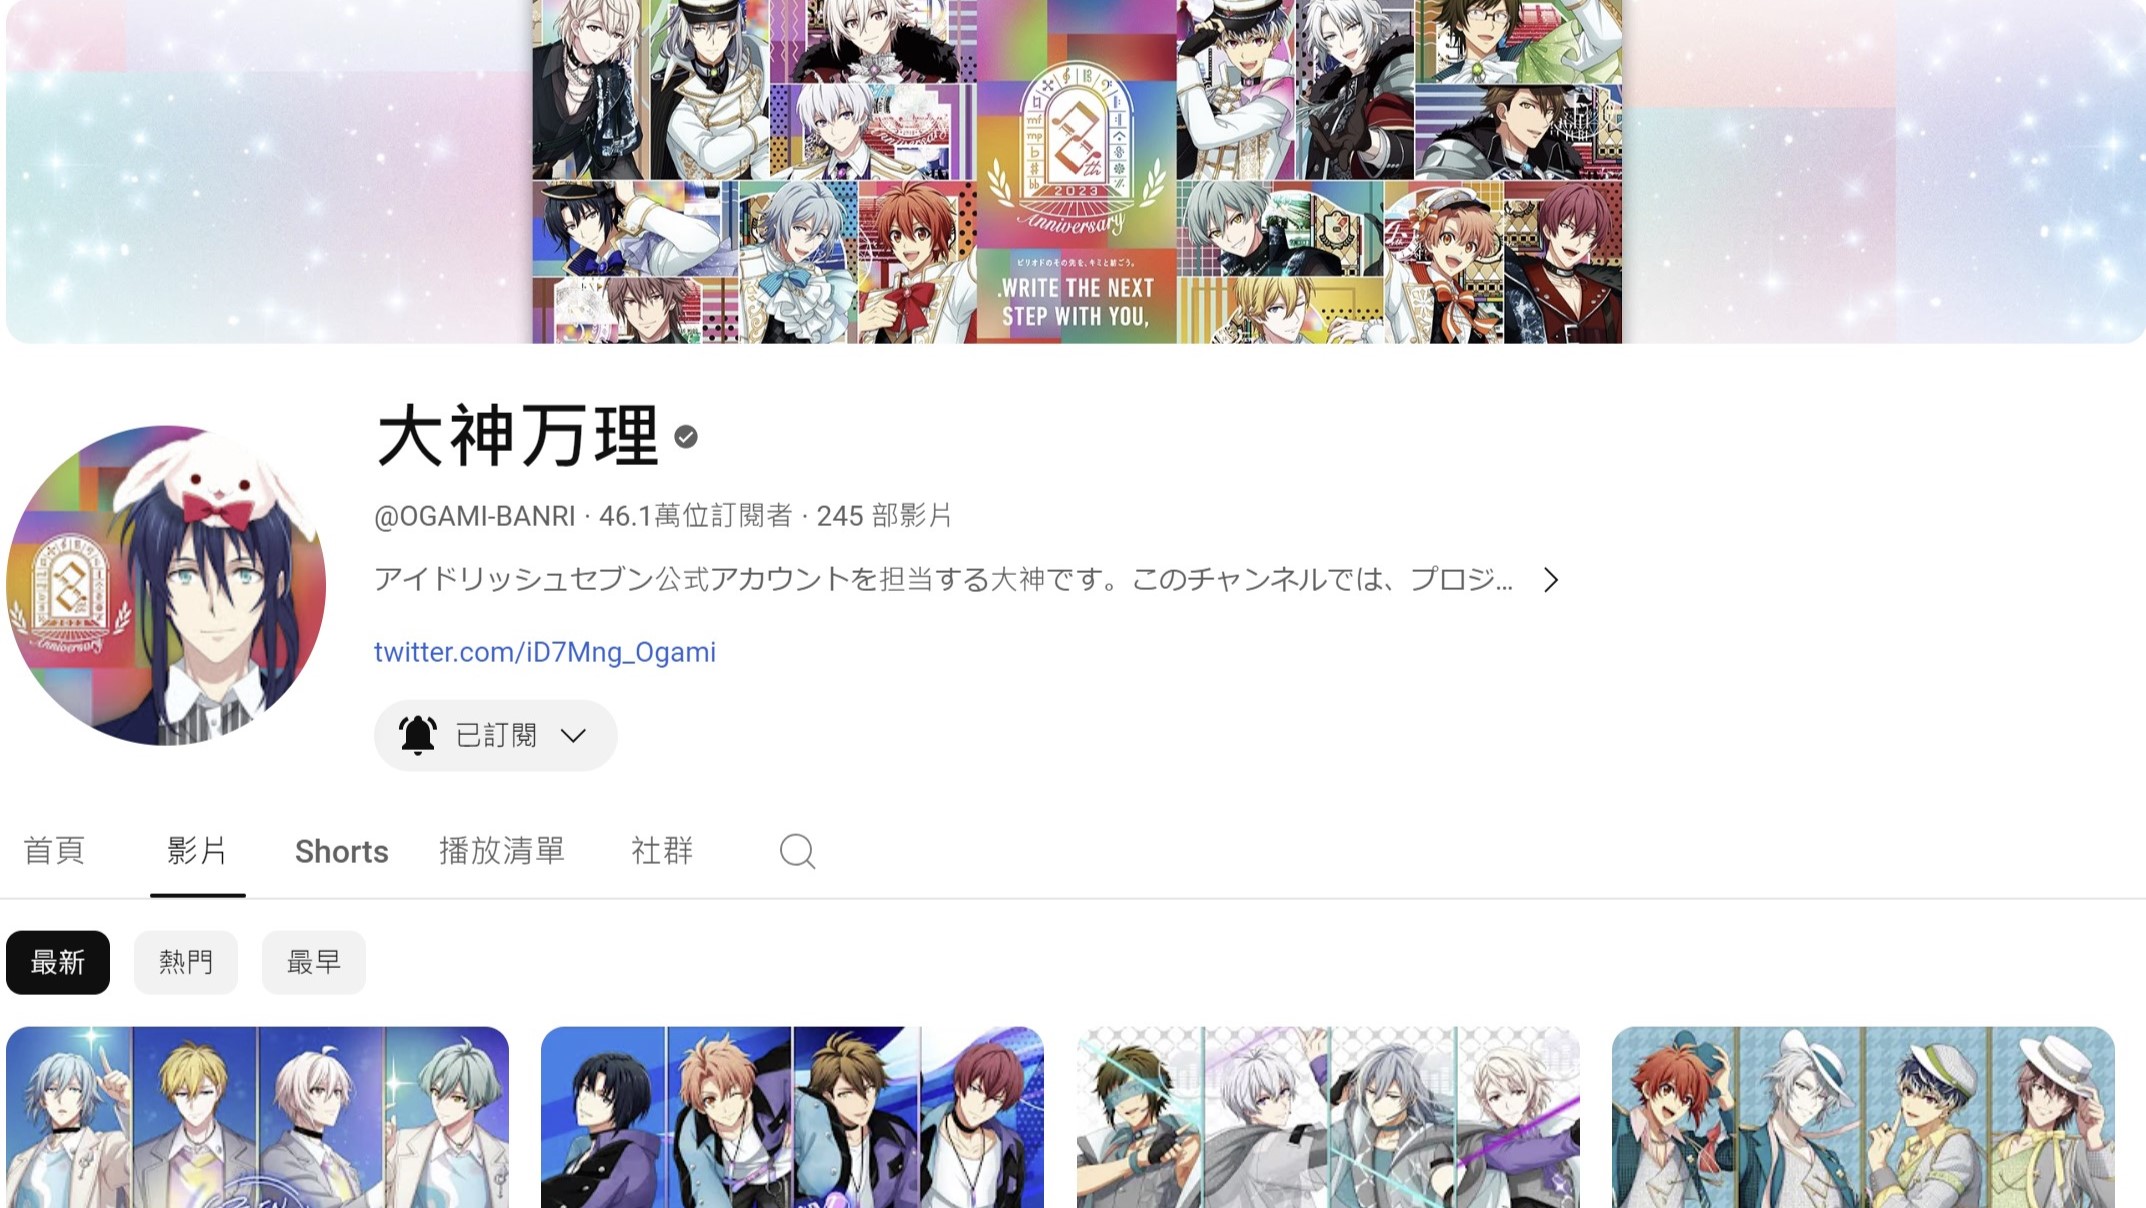 8th
2023
Anniversary
ピリオドのその先を、キミと紡ごう。
.WRITE THE NEXT
STEP WITH YOU,
大神万理
@OGAMI-BANRI · 46.1萬位訂閱者 · 245 部影片
アイドリッシュセブン公式アカウントを担当する大神です。このチャンネルでは、プロジ...
twitter.com/iD7Mng_Ogami
已訂閱
首頁 影片 Shorts 播放清單 社群
最新 熱門 最早